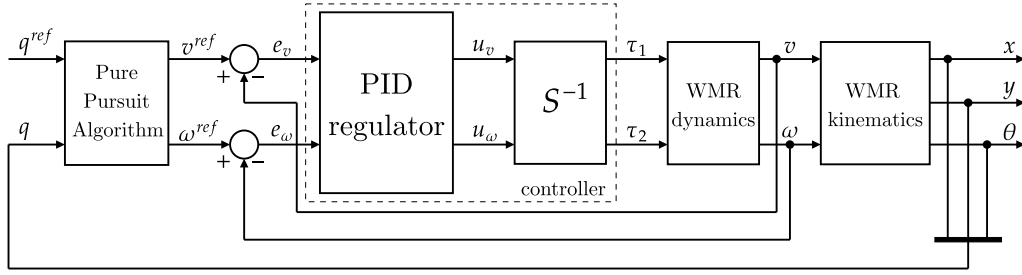 q^{ref}
q
Pure
Pursuit
Algorithm
v^{ref}
ω^{ref}
+ −
+ −
e_v
e_ω
PID
regulator
u_v
u_ω
S^{-1}
controller
τ_1
τ_2
WMR
dynamics
v
ω
WMR
kinematics
x
y
θ